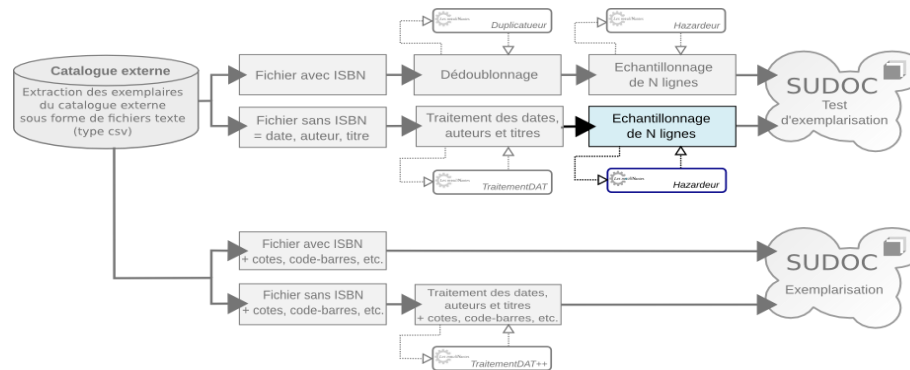 Duplicatueur
Hazardeur
Catalogue externe
Extraction des exemplaires
du catalogue externe
sous forme de fichiers texte
(type csv)
Fichier avec ISBN
Dédoublonnage
Echantillonnage
de N lignes
SUDOC
Test
d'exemplarisation
Fichier sans ISBN
= date, auteur, titre
Traitement des dates,
auteurs et titres
Echantillonnage
de N lignes
TraitementDAT
Hazardeur
Fichier avec ISBN
+ cotes, code-barres, etc.
SUDOC
Exemplarisation
Fichier sans ISBN
+ cotes, code-barres, etc.
Traitement des dates,
auteurs et titres
+ cotes, code-barres, etc.
TraitementDAT++